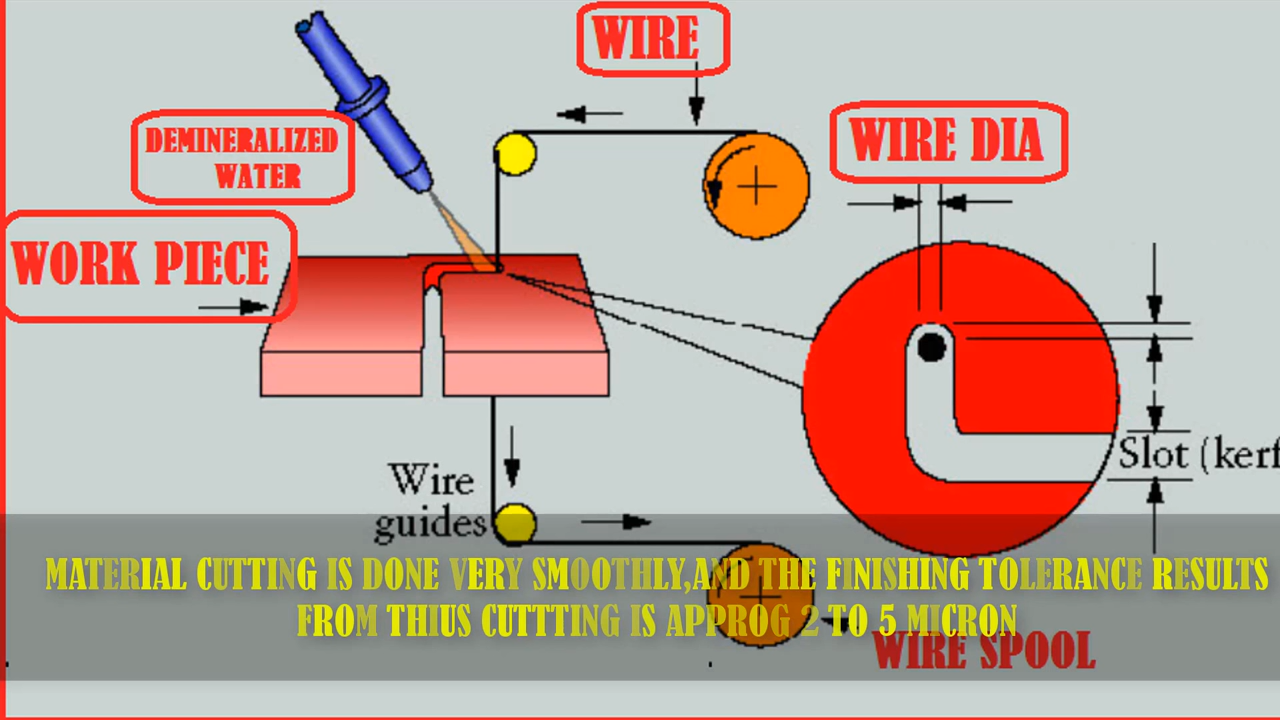 WIRE
DEMINERALIZED
WATER
WIRE DIA
WORK PIECE
Slot (kerf
Wire
guides
MATERIAL CUTTING IS DONE VERY SMOOTHLY,AND THE FINISHING TOLERANCE RESULTS
FROM THIUS CUTTTING IS APPROG 2 TO 5 MICRON
WIRE SPOOL